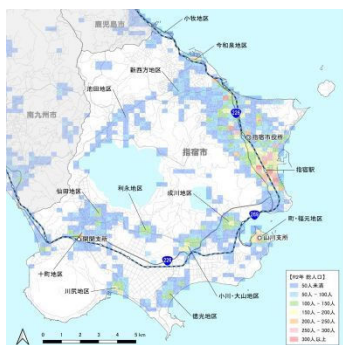 鹿児島市
小牧地区
今和泉地区
新西方地区
池田地区
226
南九州市
指宿市役所
指宿市
指宿駅
仙田地区
利永地区
成川地区
269
町・福元地区
開聞支所
山川支所
226
十町地区
小川・大山地区
川尻地区
徳光地区
50人未満
50人 - 100人
100人 - 150人
150人 - 200人
200人 - 250人
250人 - 300人
300人以上
0 1 2 3 4 5 km